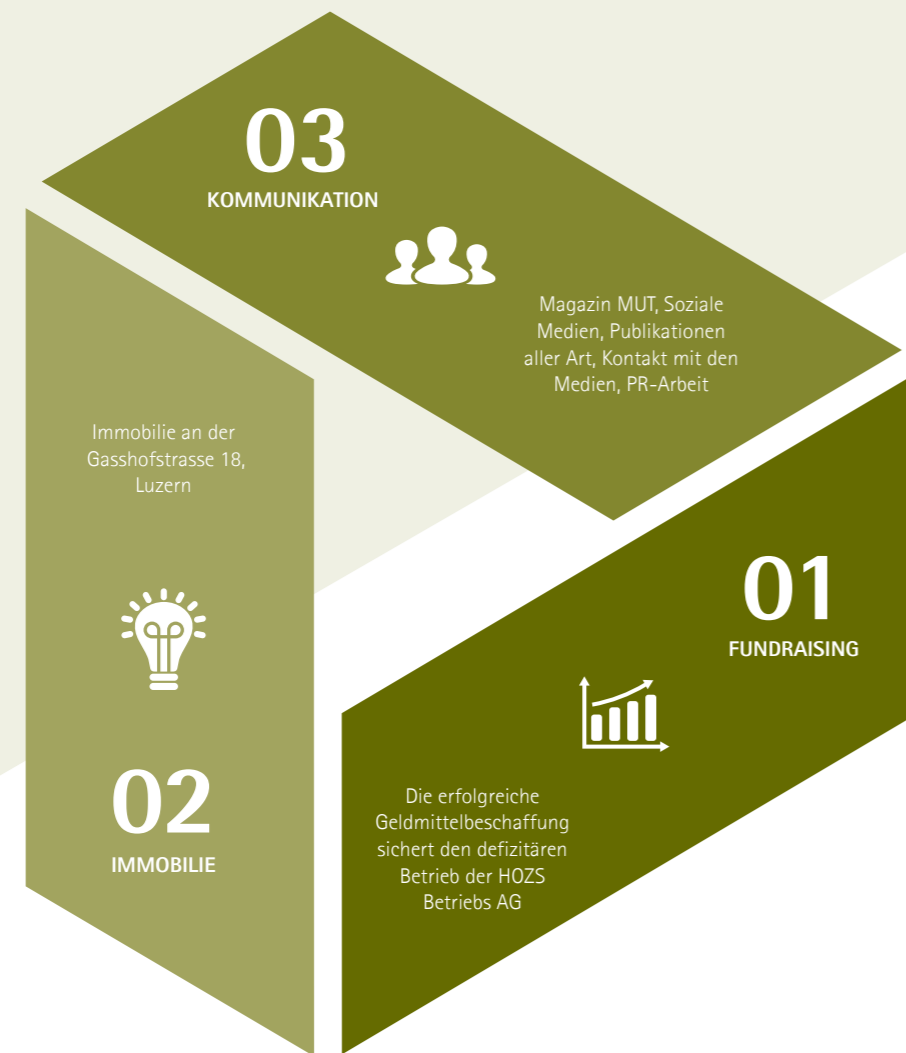 03
KOMMUNIKATION
Magazin MUT, Soziale
Medien, Publikationen
aller Art, Kontakt mit den
Medien, PR-Arbeit
Immobilie an der
Gasshofstrasse 18,
Luzern
02
IMMOBILIE
01
FUNDRAISING
Die erfolgreiche
Geldmittelbeschaffung
sichert den defizitären
Betrieb der HOZS
Betriebs AG